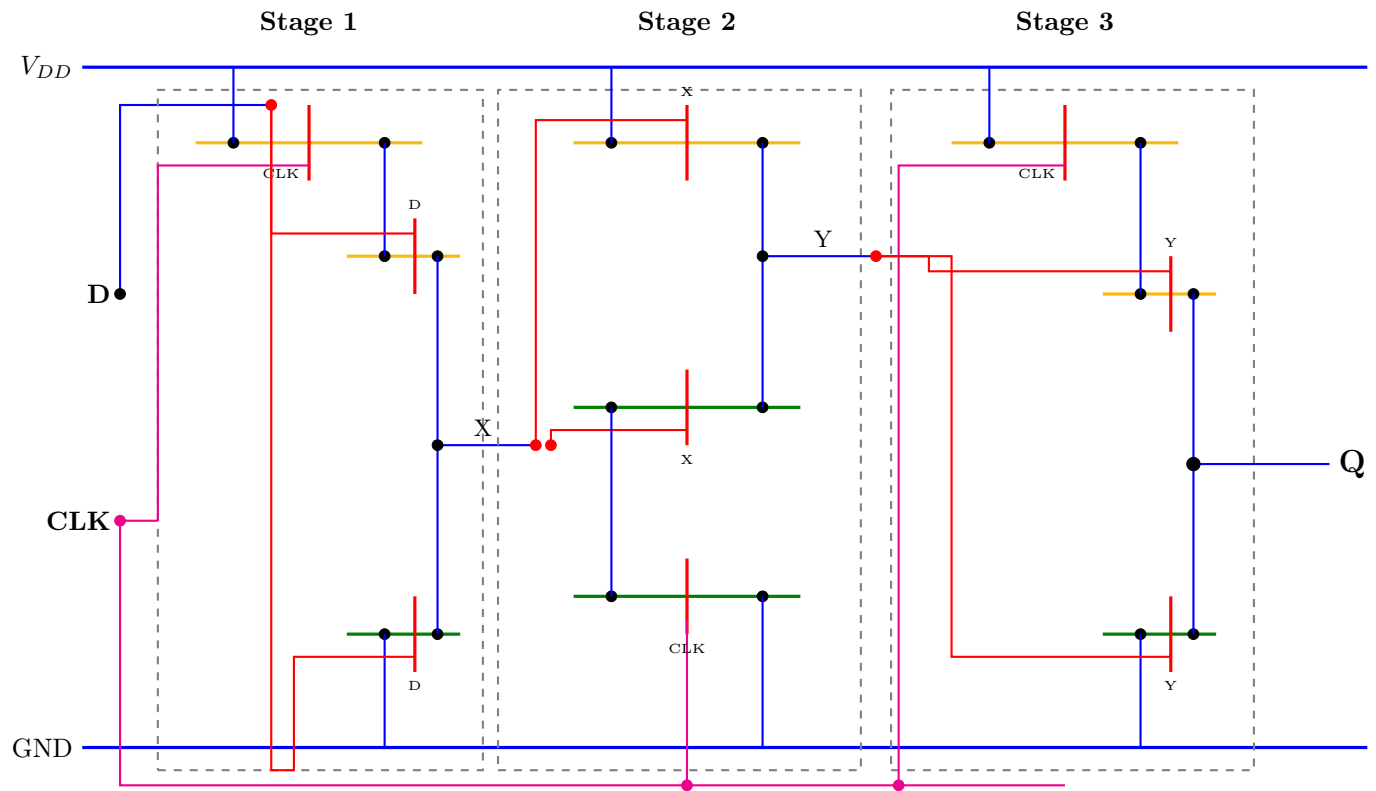 Stage 1 Stage 2 Stage 3
V_DD
X
CLK CLK
D
Y
Y
D
X
X
Q
CLK
CLK
D Y
GND